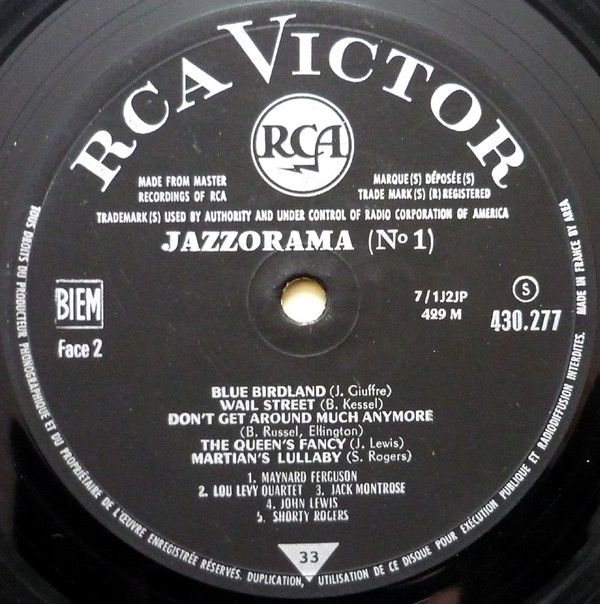 RCA VICTOR
RCA
MADE FROM MASTER
RECORDINGS OF RCA
MARQUE(S) DÉPOSÉE(S)
TRADE MARK(S) (R) REGISTERED
TRADEMARK(S) USED BY AUTHORITY AND UNDER CONTROL OF RADIO CORPORATION OF AMERICA
JAZZORAMA (No 1)
BIEM
Face 2
7/1J2JP
429 M
S
430.277
BLUE BIRDLAND (J. Giuffre)
WAIL STREET (B. Kessel)
DON'T GET AROUND MUCH ANYMORE
(B. Russel, Ellington)
THE QUEEN'S FANCY (J. Lewis)
MARTIAN'S LULLABY (S. Rogers)
1. MAYNARD FERGUSON
2. LOU LEVY QUARTET 3. JACK MONTROSE
4. JOHN LEWIS
5. SHORTY ROGERS
33
TOUS DROITS DU PRODUCTEUR PHONOGRAPHIQUE ET DU PROPRIÉTAIRE DE L'ŒUVRE ENREGISTRÉE RÉSERVÉS. DUPLICATION, UTILISATION DE CE DISQUE POUR EXÉCUTION PUBLIQUE ET RADIODIFFUSION INTERDITES. MADE IN FRANCE BY AREA